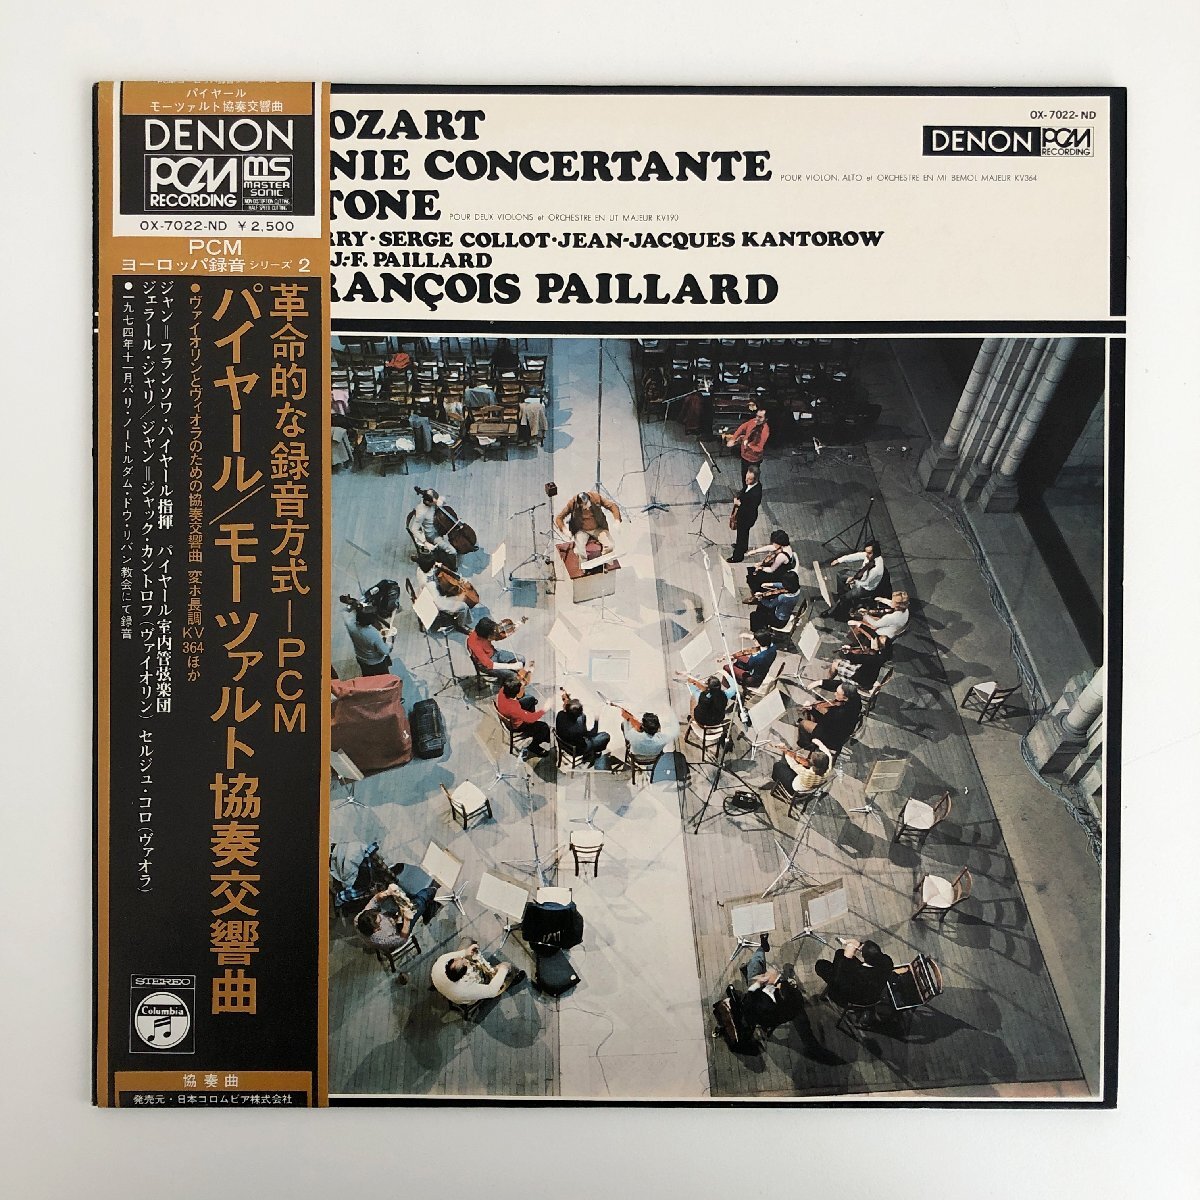 パイヤール
モーツァルト協奏交響曲
DENON
PCM
RECORDING
MS
MASTER
SONIC
NON-DISTORTION CUTTING
HALF SPEED CUTTING
OX-7022-ND ¥2,500
PCM
ヨーロッパ録音シリーズ2
革命的な録音方式—PCM
パイヤール/モーツァルト協奏交響曲
●ヴァイオリンとヴィオラのための協奏交響曲 変ホ長調KV364ほか
ジャン=フランソワ・パイヤール指揮 パイヤール室内管弦楽団
ジェラール・ジャリ/ジャン=ジャック・カントロフ(ヴァイオリン) セルジュ・コロ(ヴァオラ)
●一九七四年十一月パリ・ノートルダム・ドウ・リバン教会にて録音
STEREO
Columbia
協奏曲
発売元・日本コロムビア株式会社
OZART
NIE CONCERTANTE POUR VIOLON, ALTO et ORCHESTRE EN MI BEMOL MAJEUR KV364
TONE POUR DEUX VIOLONS et ORCHESTRE EN UT MAJEUR KV190
RRY·SERGE COLLOT·JEAN-JACQUES KANTOROW
J.-F. PAILLARD
RANÇOIS PAILLARD
OX-7022-ND
DENON PCM
RECORDING